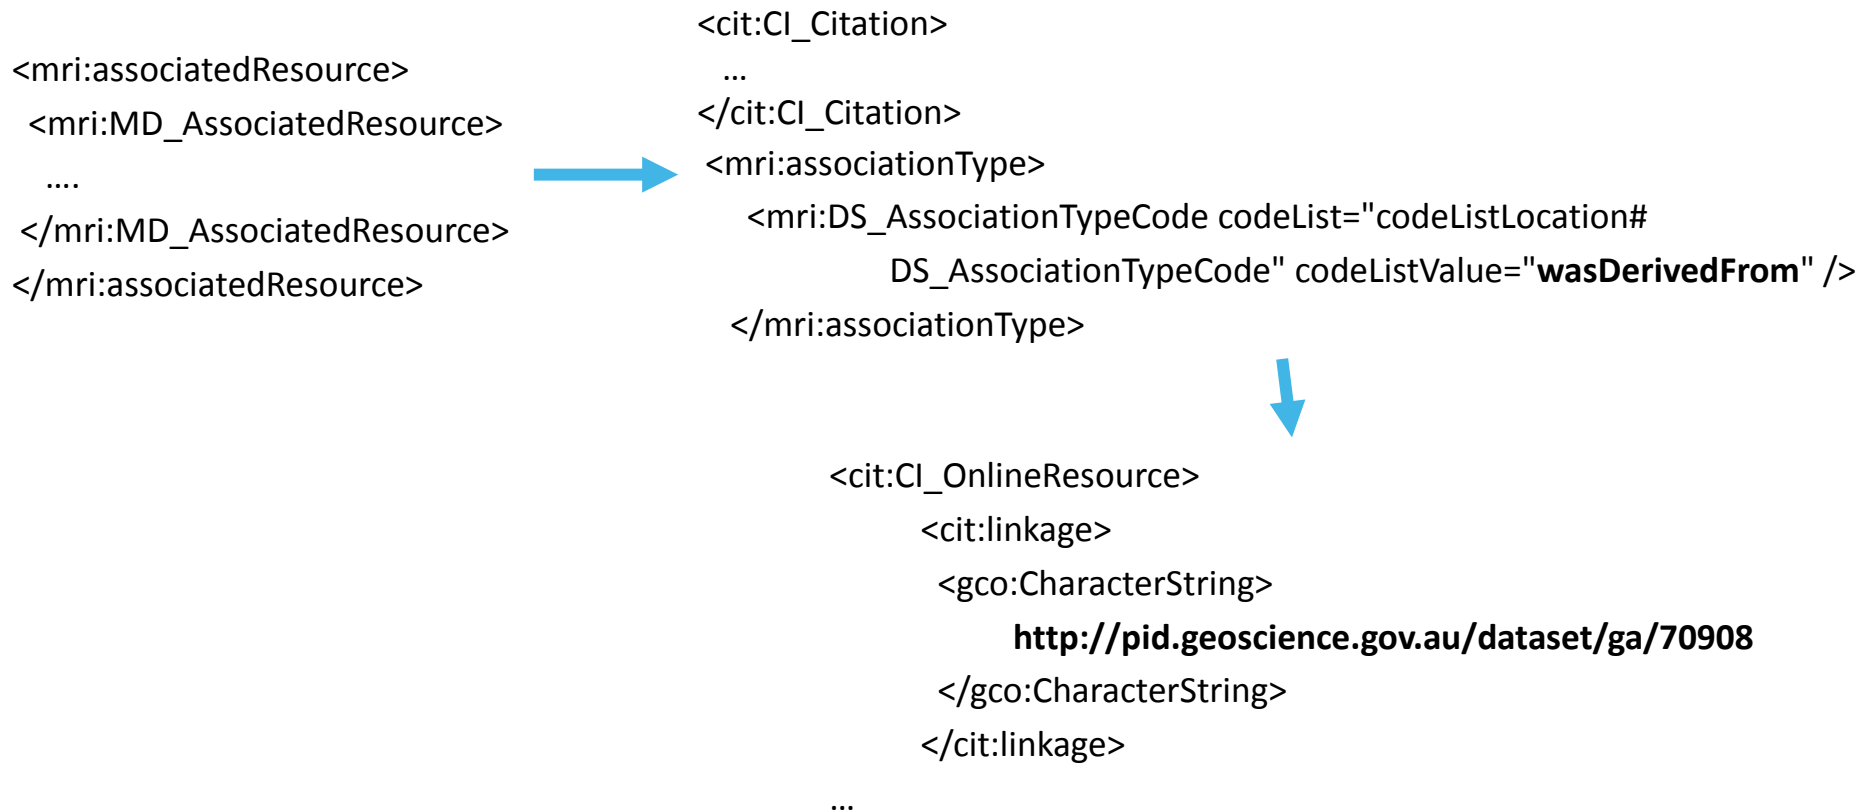 <mri:associatedResource>
<mri:MD_AssociatedResource>
....
</mri:MD_AssociatedResource>
</mri:associatedResource>
<cit:CI_Citation>
...
</cit:CI_Citation>
<mri:associationType>
<mri:DS_AssociationTypeCode codeList="codeListLocation#
DS_AssociationTypeCode" codeListValue="wasDerivedFrom" />
</mri:associationType>
<cit:CI_OnlineResource>
<cit:linkage>
<gco:CharacterString>
http://pid.geoscience.gov.au/dataset/ga/70908
</gco:CharacterString>
</cit:linkage>
...